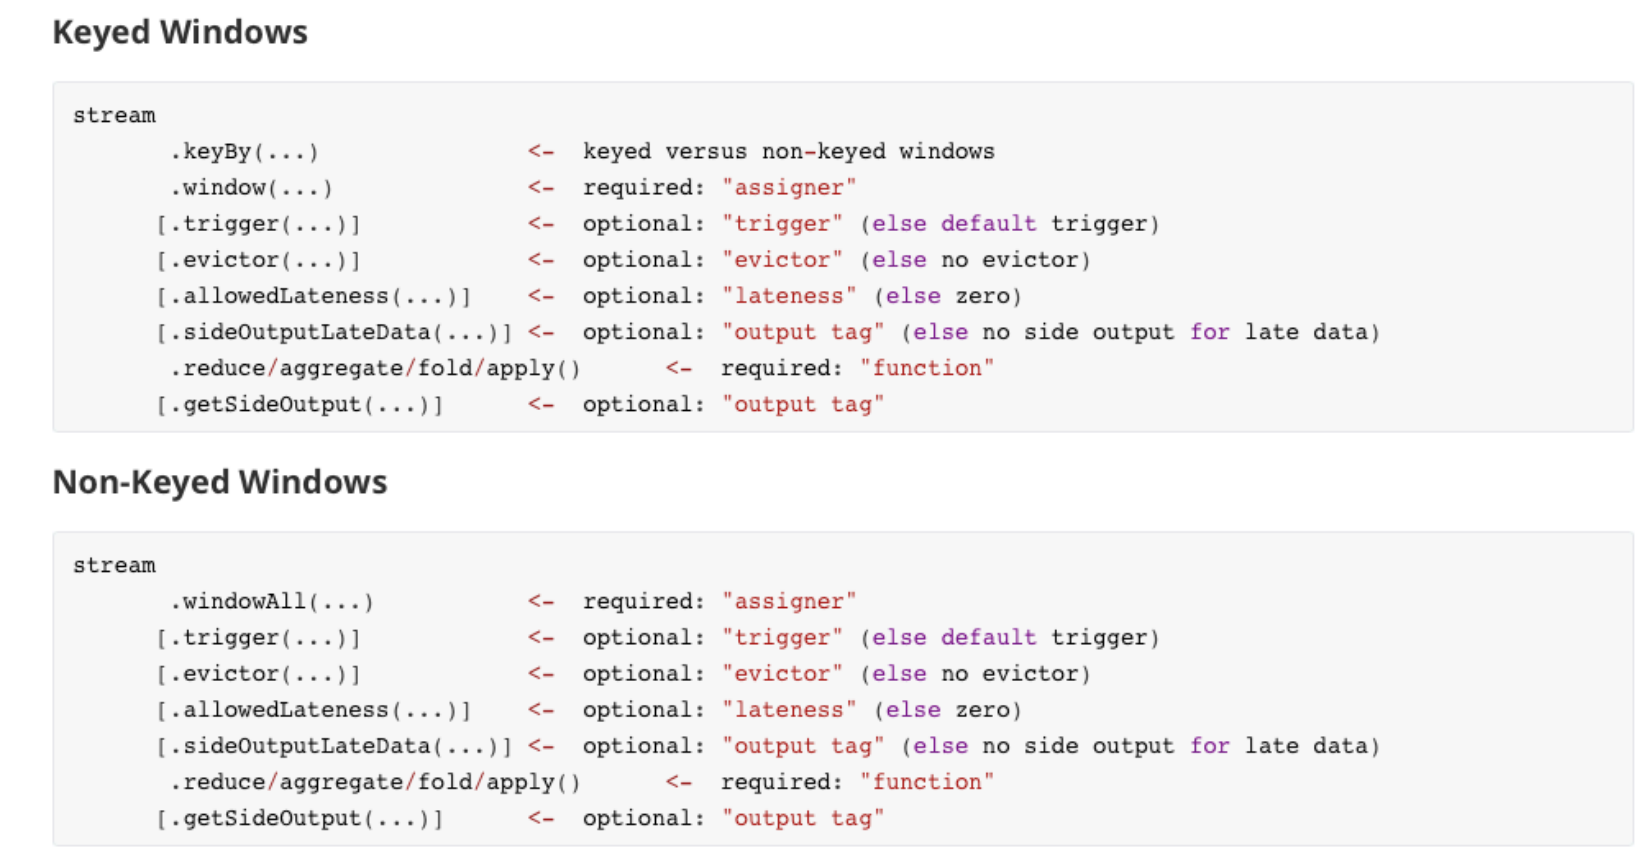 Keyed Windows
stream
.keyBy(...) <- keyed versus non-keyed windows
.window(...) <- required: "assigner"
[.trigger(...)] <- optional: "trigger" (else default trigger)
[.evictor(...)] <- optional: "evictor" (else no evictor)
[.allowedLateness(...)] <- optional: "lateness" (else zero)
[.sideOutputLateData(...)] <- optional: "output tag" (else no side output for late data)
.reduce/aggregate/fold/apply() <- required: "function"
[.getSideOutput(...)] <- optional: "output tag"
Non-Keyed Windows
stream
.windowAll(...) <- required: "assigner"
[.trigger(...)] <- optional: "trigger" (else default trigger)
[.evictor(...)] <- optional: "evictor" (else no evictor)
[.allowedLateness(...)] <- optional: "lateness" (else zero)
[.sideOutputLateData(...)] <- optional: "output tag" (else no side output for late data)
.reduce/aggregate/fold/apply() <- required: "function"
[.getSideOutput(...)] <- optional: "output tag"